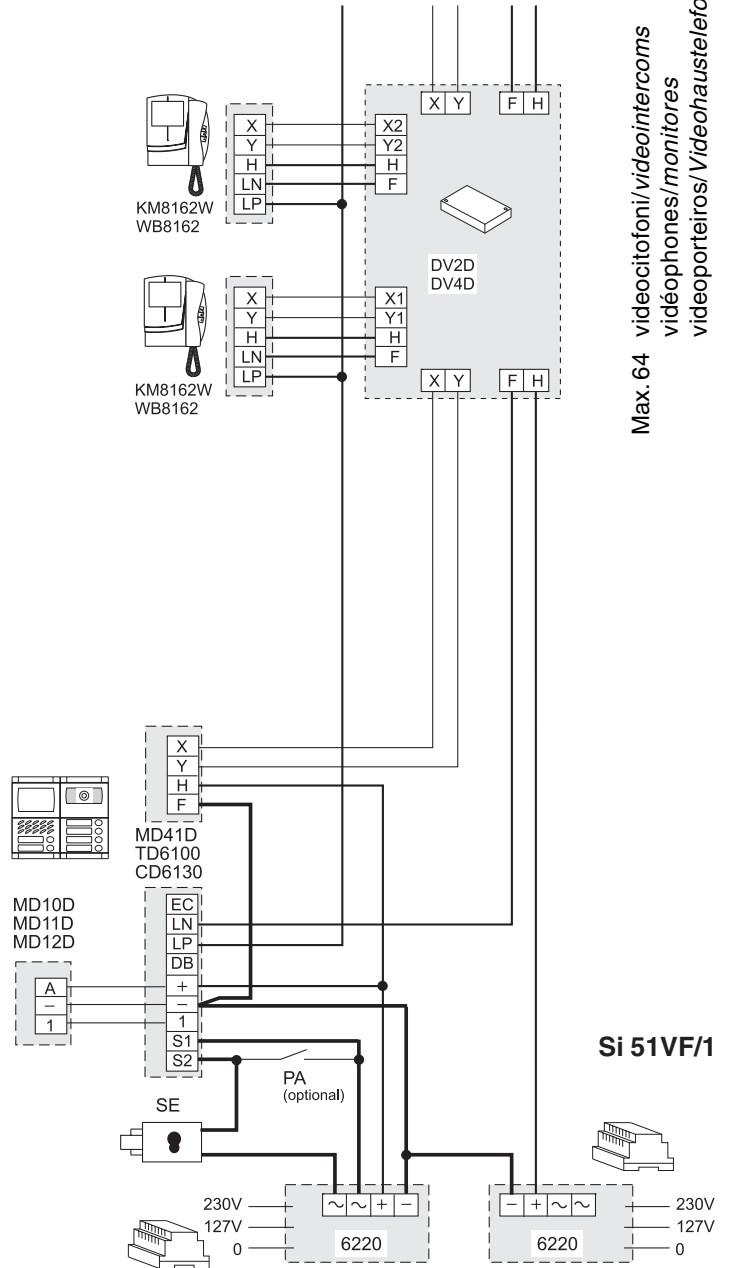 X Y F H
X
Y
H
LN
LP
X2
Y2
H
F
KM8162W
WB8162
DV2D
DV4D
X
Y
H
LN
LP
X1
Y1
H
F
X Y F H
KM8162W
WB8162
Max. 64 videocitofoni/videointercoms
vidéophones/monitores
X
Y
H
F
MD41D
TD6100
CD6130
MD10D
MD11D
MD12D
EC
LN
LP
DB
+
–
1
S1
S2
A
–
1
PA
(optional)
SE
Si 51VF/1
230V
127V
0
~ ~ + –
6220
– + ~ ~
6220
230V
127V
0